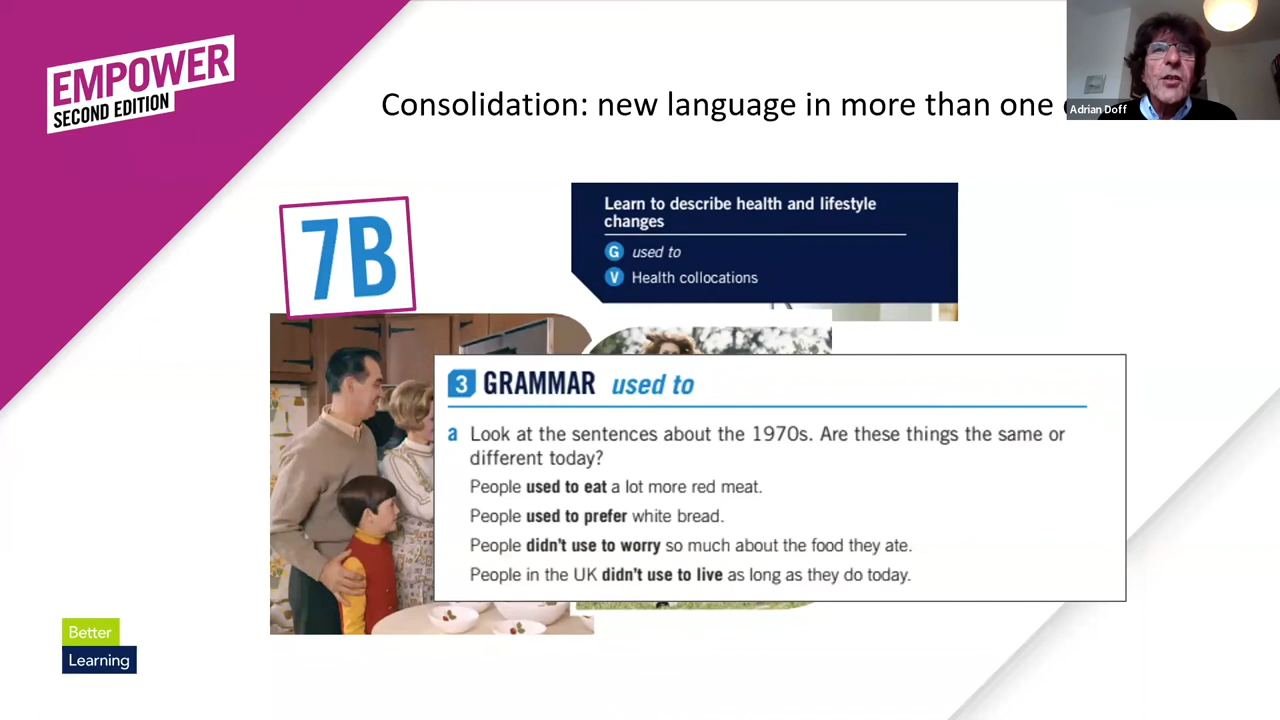 EMPOWER
SECOND EDITION
Consolidation: new language in more than one
Adrian Doff
7B
Learn to describe health and lifestyle
changes
G used to
V Health collocations
3 GRAMMAR used to
a Look at the sentences about the 1970s. Are these things the same or
different today?
People used to eat a lot more red meat.
People used to prefer white bread.
People didn't use to worry so much about the food they ate.
People in the UK didn't use to live as long as they do today.
Better
Learning